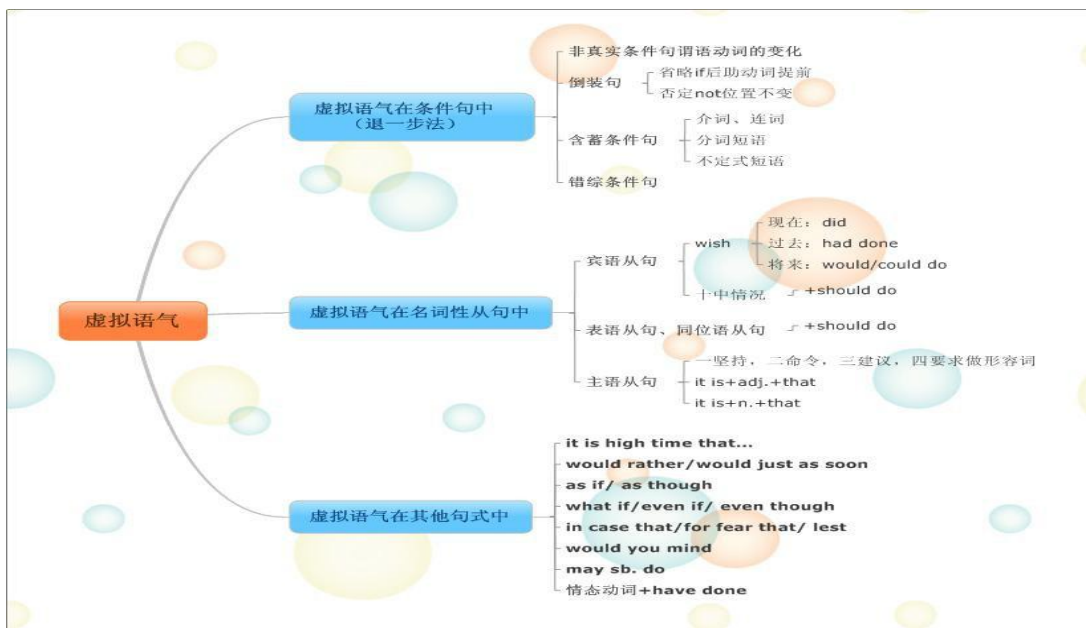 虚拟语气
虚拟语气在条件句中
（退一步法）
非真实条件句谓语动词的变化
倒装句
省略if后助动词提前
否定not位置不变
含蓄条件句
介词、连词
分词短语
不定式短语
错综条件句
虚拟语气在名词性从句中
宾语从句
wish
现在：did
过去：had done
将来：would/could do
十中情况
+should do
表语从句、同位语从句
+should do
主语从句
一坚持，二命令，三建议，四要求做形容词
it is+adj.+that
it is+n.+that
虚拟语气在其他句式中
it is high time that...
would rather/would just as soon
as if/ as though
what if/even if/ even though
in case that/for fear that/ lest
would you mind
may sb. do
情态动词+have done